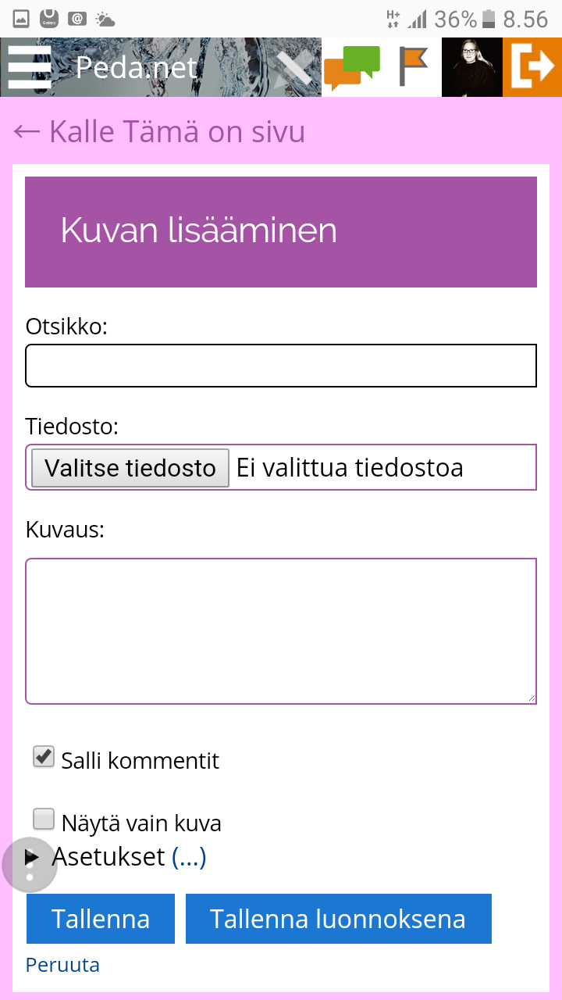 H+ 36% 8.56
Peda.net
← Kalle Tämä on sivu
Kuvan lisääminen
Otsikko:
Tiedosto:
Valitse tiedosto Ei valittua tiedostoa
Kuvaus:
Salli kommentit
Näytä vain kuva
Asetukset (...)
Tallenna Tallenna luonnoksena
Peruuta